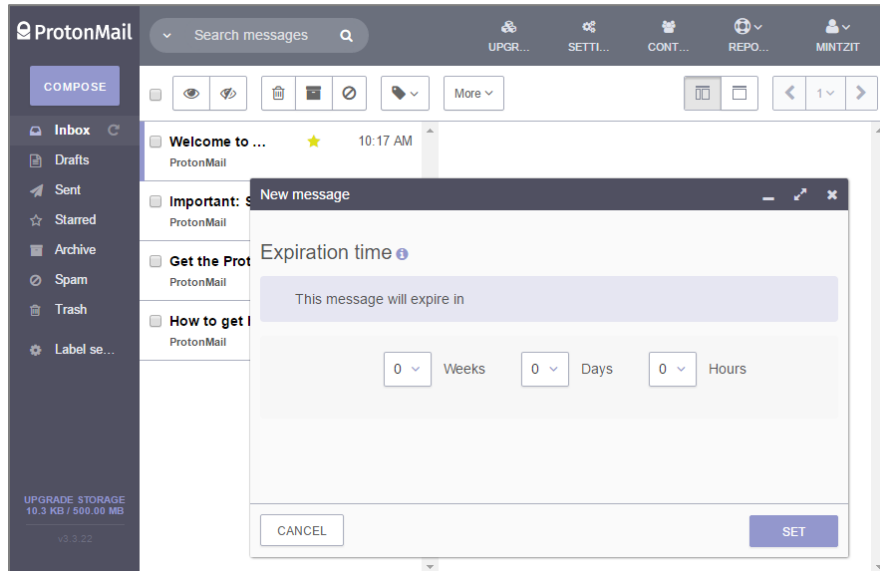 ProtonMail
Search messages
UPGR...
SETTI...
CONT...
REPO...
MINTZIT
COMPOSE
More
1
Inbox
Drafts
Sent
Starred
Archive
Spam
Trash
Label se...
UPGRADE STORAGE
10.3 KB / 500.00 MB
v3.3.22
Welcome to ... 10:17 AM
ProtonMail
Important: S
ProtonMail
Get the Prot
ProtonMail
How to get
ProtonMail
New message
Expiration time
This message will expire in
0 Weeks 0 Days 0 Hours
CANCEL
SET